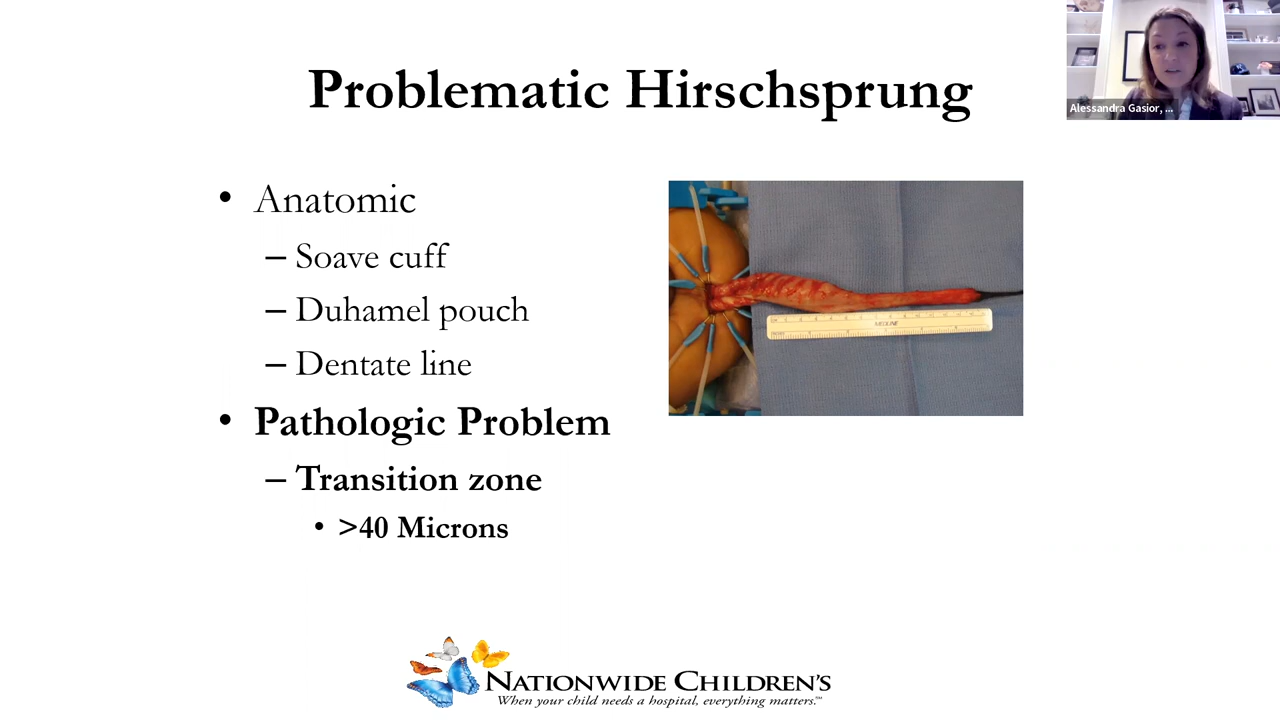 Problematic Hirschsprung
Alessandra Gasior, ...
• Anatomic
– Soave cuff
– Duhamel pouch
– Dentate line
• Pathologic Problem
– Transition zone
• >40 Microns
NATIONWIDE CHILDREN'S
When your child needs a hospital, everything matters.℠